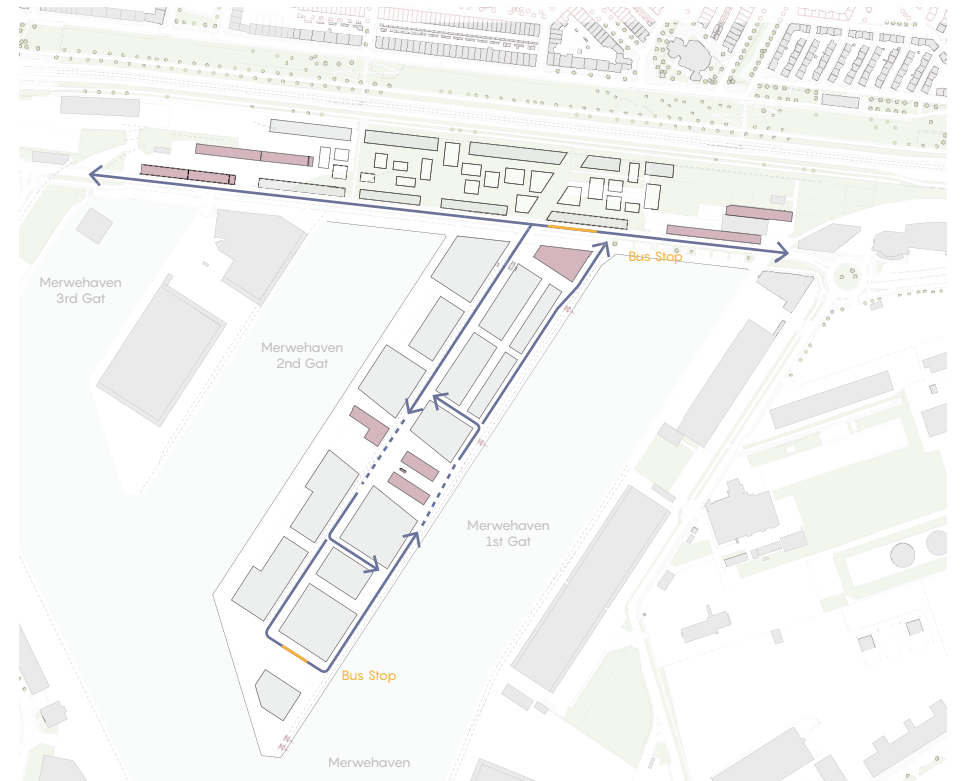 Bus Stop
Merwehaven
3rd Gat
Merwehaven
2nd Gat
Merwehaven
1st Gat
Bus Stop
Merwehaven